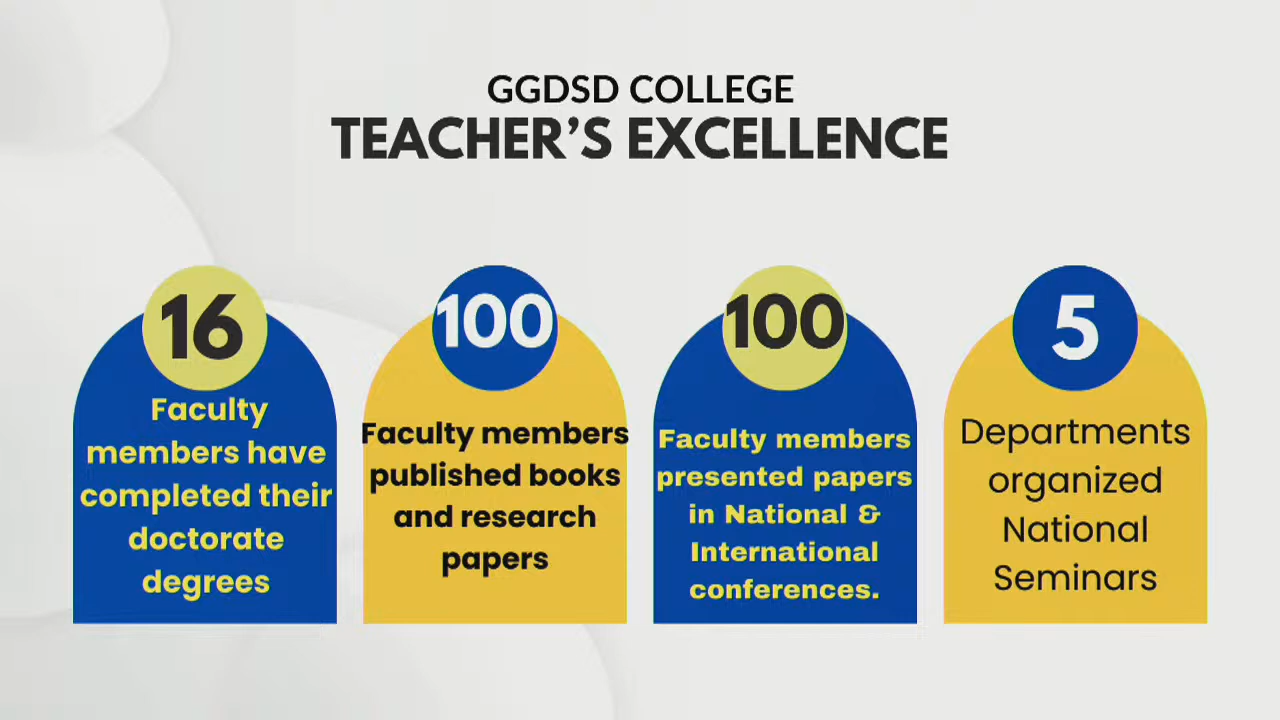 GGDSD COLLEGE
TEACHER’S EXCELLENCE
16
Faculty
members have
completed their
doctorate
degrees
100
Faculty members
published books
and research
papers
100
Faculty members
presented papers
in National &
International
conferences.
5
Departments
organized
National
Seminars